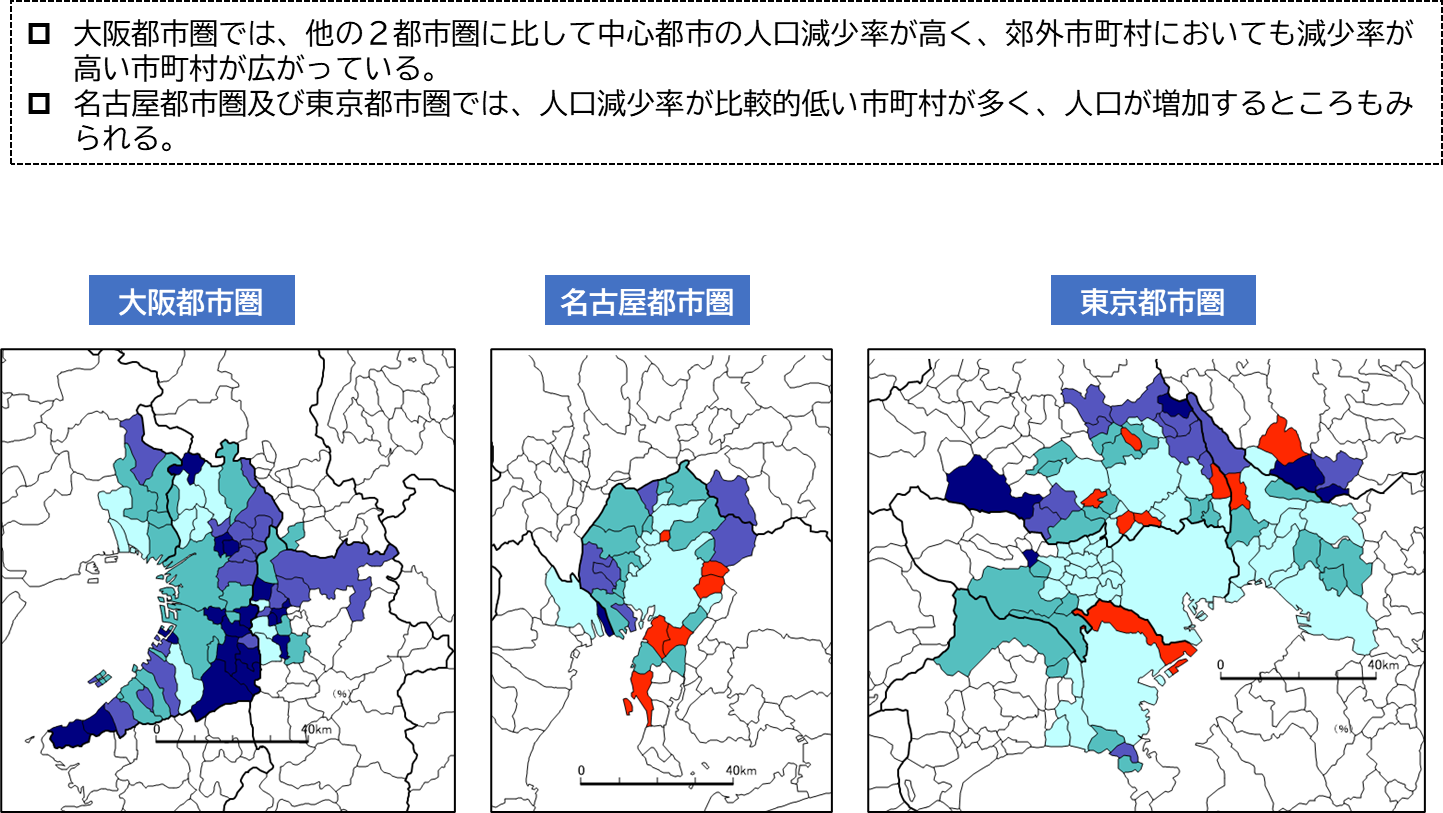 大阪都市圏では、他の２都市圏に比して中心都市の人口減少率が高く、郊外市町村においても減少率が
高い市町村が広がっている。
名古屋都市圏及び東京都市圏では、人口減少率が比較的低い市町村が多く、人口が増加するところもみ
られる。
大阪都市圏
名古屋都市圏
東京都市圏
(%)
0 40km
0 40km
0 40km
(%)